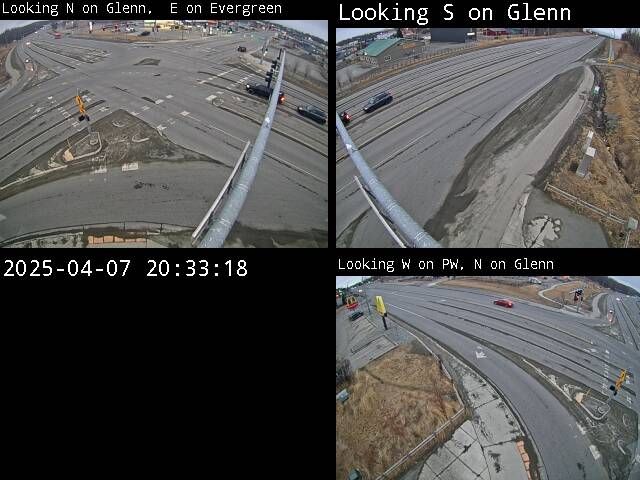 Looking N on Glenn,  E on Evergreen
Looking S on Glenn
2025-04-07 20:33:18
Looking W on PW, N on Glenn